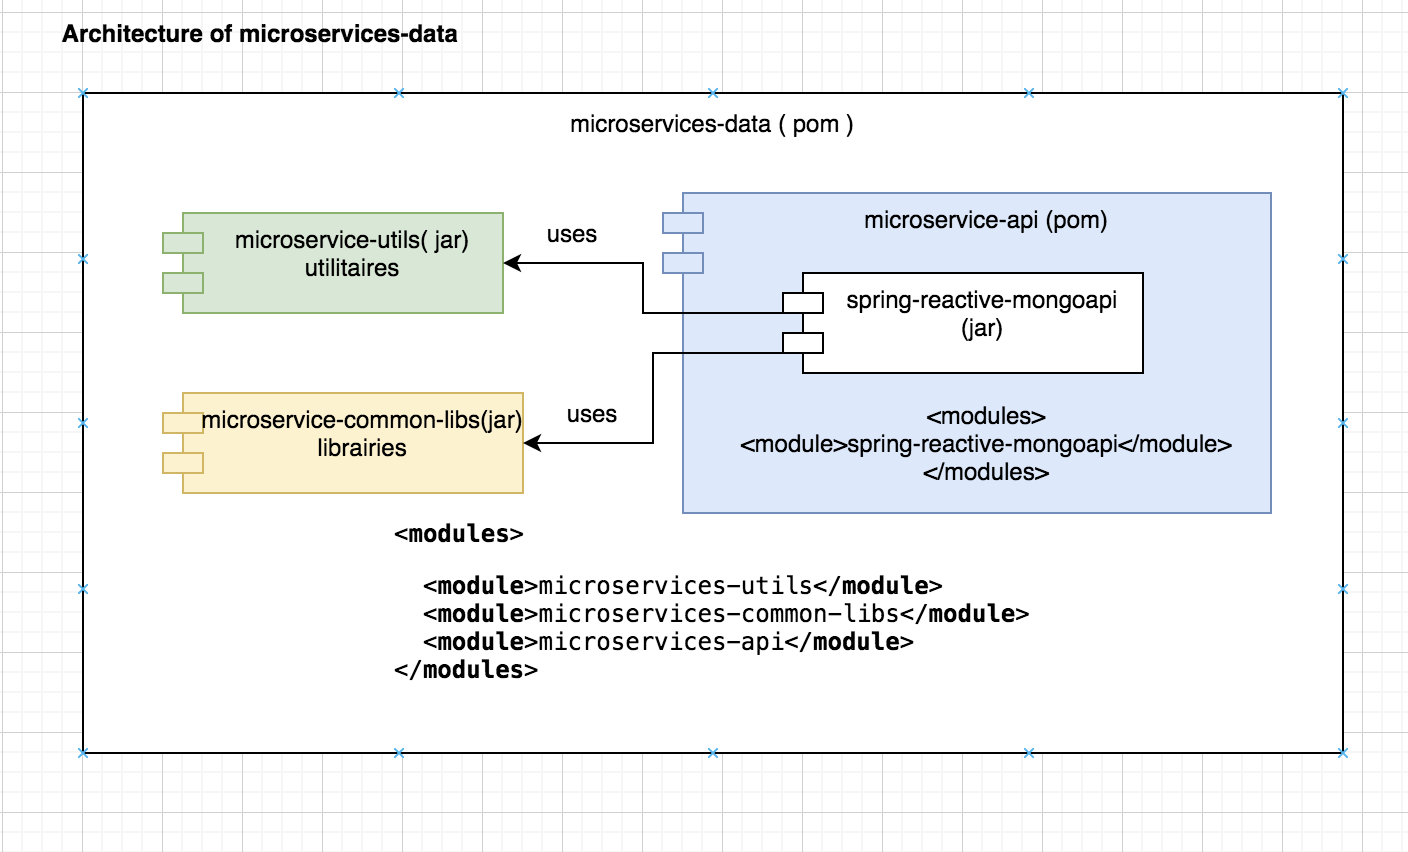 Architecture of microservices-data
microservices-data ( pom )
microservice-utils( jar)
utilitaires
uses
microservice-api (pom)
spring-reactive-mongoapi
(jar)
microservice-common-libs(jar)
librairies
uses
<modules>
<module>spring-reactive-mongoapi</module>
</modules>
<modules>
<module>microservices-utils</module>
<module>microservices-common-libs</module>
<module>microservices-api</module>
</modules>